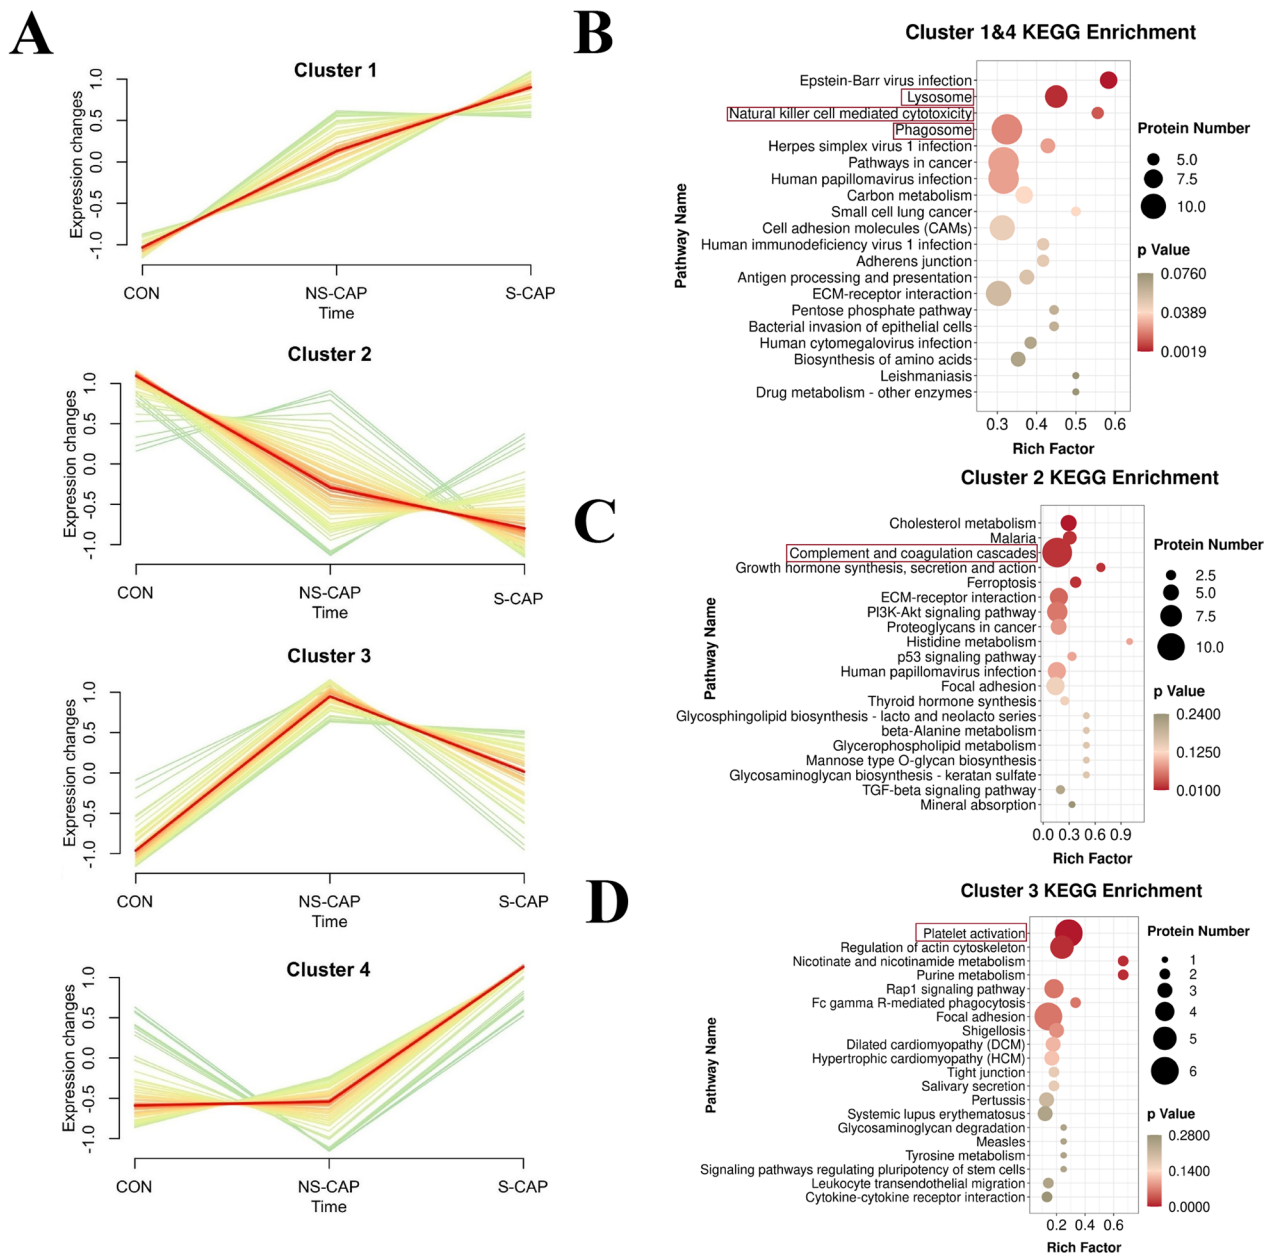 A
Cluster 1
Expression changes
1.0
0.5
0.0
-0.5
-1.0
CON
NS-CAP
S-CAP
Time
Cluster 2
Expression changes
1.0
0.5
0.0
-0.5
-1.0
CON
NS-CAP
S-CAP
Time
Cluster 3
Expression changes
1.0
0.5
0.0
-0.5
-1.0
CON
NS-CAP
S-CAP
Time
Cluster 4
Expression changes
1.0
0.5
0.0
-0.5
-1.0
CON
NS-CAP
S-CAP
Time
B
Cluster 1&4 KEGG Enrichment
Pathway Name
Epstein-Barr virus infection
Lysosome
Natural killer cell mediated cytotoxicity
Phagosome
Herpes simplex virus 1 infection
Pathways in cancer
Human papillomavirus infection
Carbon metabolism
Small cell lung cancer
Cell adhesion molecules (CAMs)
Human immunodeficiency virus 1 infection
Adherens junction
Antigen processing and presentation
ECM-receptor interaction
Pentose phosphate pathway
Bacterial invasion of epithelial cells
Human cytomegalovirus infection
Biosynthesis of amino acids
Leishmaniasis
Drug metabolism - other enzymes
0.3 0.4 0.5 0.6
Rich Factor
Protein Number
5.0
7.5
10.0
p Value
0.0760
0.0389
0.0019
C
Cluster 2 KEGG Enrichment
Pathway Name
Cholesterol metabolism
Malaria
Complement and coagulation cascades
Growth hormone synthesis, secretion and action
Ferroptosis
ECM-receptor interaction
PI3K-Akt signaling pathway
Proteoglycans in cancer
Histidine metabolism
p53 signaling pathway
Human papillomavirus infection
Focal adhesion
Thyroid hormone synthesis
Glycosphingolipid biosynthesis - lacto and neolacto series
beta-Alanine metabolism
Glycerophospholipid metabolism
Mannose type O-glycan biosynthesis
Glycosaminoglycan biosynthesis - keratan sulfate
TGF-beta signaling pathway
Mineral absorption
0.0 0.3 0.6 0.9
Rich Factor
Protein Number
2.5
5.0
7.5
10.0
p Value
0.2400
0.1250
0.0100
D
Cluster 3 KEGG Enrichment
Pathway Name
Platelet activation
Regulation of actin cytoskeleton
Nicotinate and nicotinamide metabolism
Purine metabolism
Rap1 signaling pathway
Fc gamma R-mediated phagocytosis
Focal adhesion
Shigellosis
Dilated cardiomyopathy (DCM)
Hypertrophic cardiomyopathy (HCM)
Tight junction
Salivary secretion
Pertussis
Systemic lupus erythematosus
Glycosaminoglycan degradation
Measles
Tyrosine metabolism
Signaling pathways regulating pluripotency of stem cells
Leukocyte transendothelial migration
Cytokine-cytokine receptor interaction
0.2 0.4 0.6
Rich Factor
Protein Number
1
2
3
4
5
6
p Value
0.2800
0.1400
0.0000